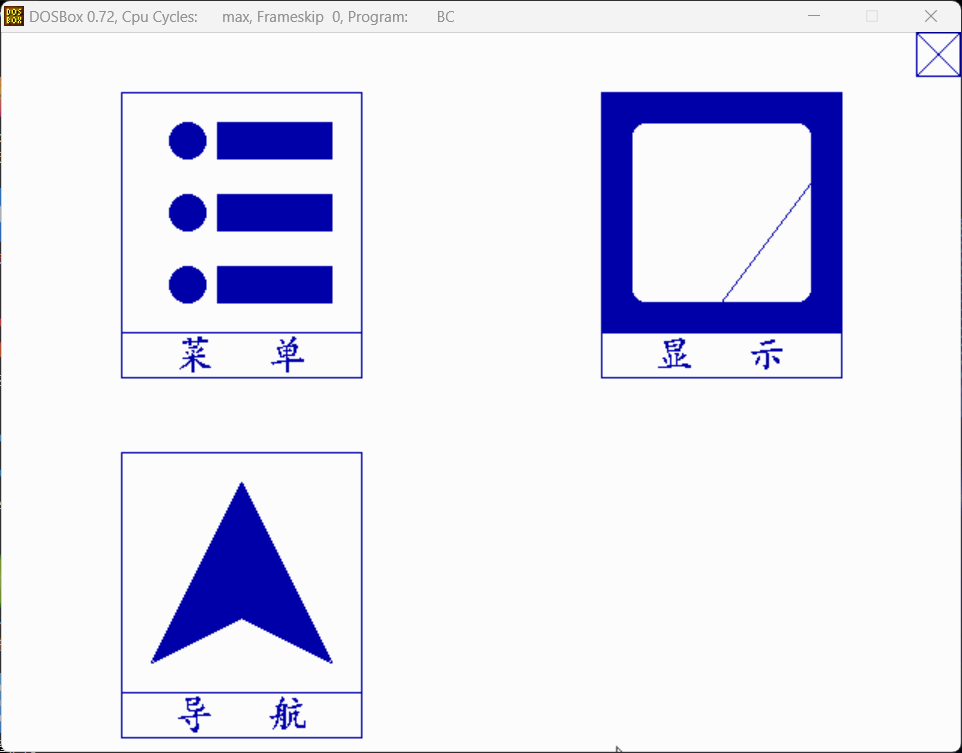 DOSBox 0.72, Cpu Cycles: max, Frameskip 0, Program: BC
菜 单
显 示
导 航